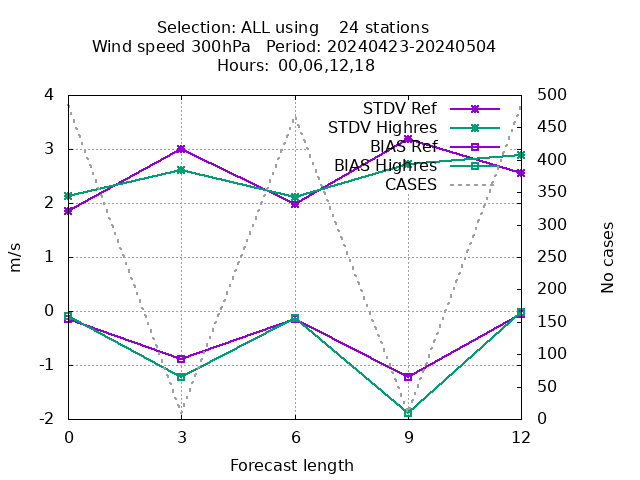 Selection: ALL using    24 stations
Wind speed 300hPa   Period: 20240423-20240504
Hours: 00,06,12,18
STDV Ref
STDV Highres
BIAS Ref
BIAS Highres
CASES
4
3
2
1
0
-1
-2
m/s
500
450
400
350
300
250
200
150
100
50
0
No cases
0 3 6 9 12
Forecast length